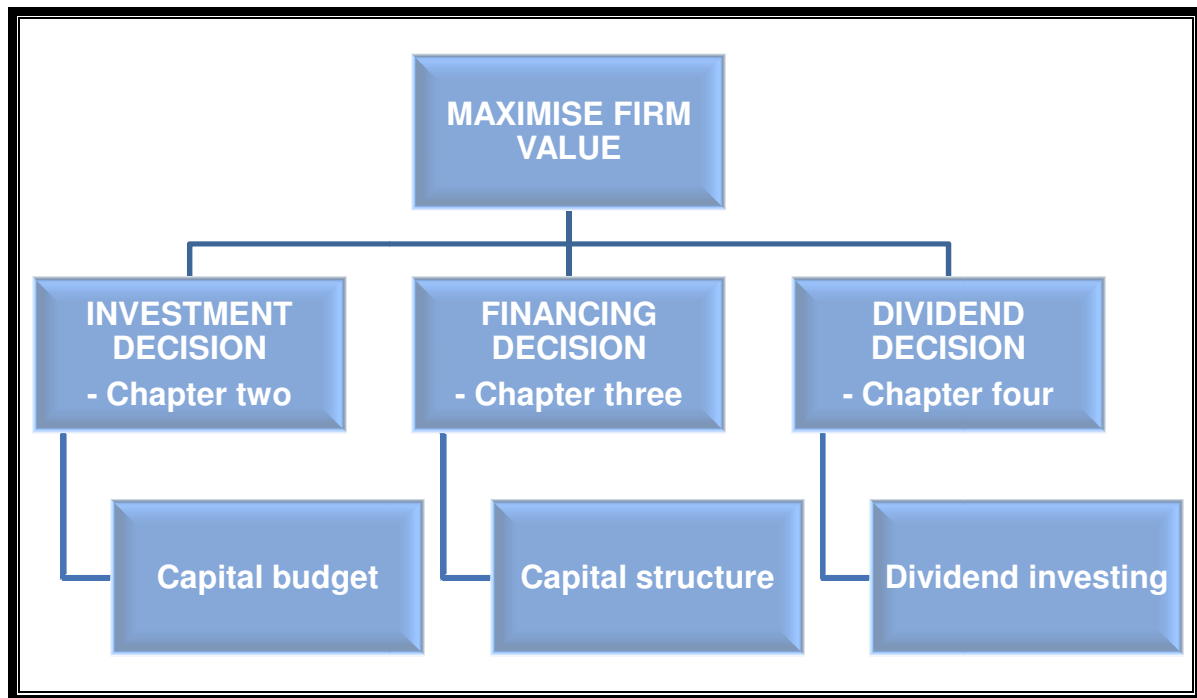 MAXIMISE FIRM
VALUE
INVESTMENT
DECISION
- Chapter two
FINANCING
DECISION
- Chapter three
DIVIDEND
DECISION
- Chapter four
Capital budget
Capital structure
Dividend investing